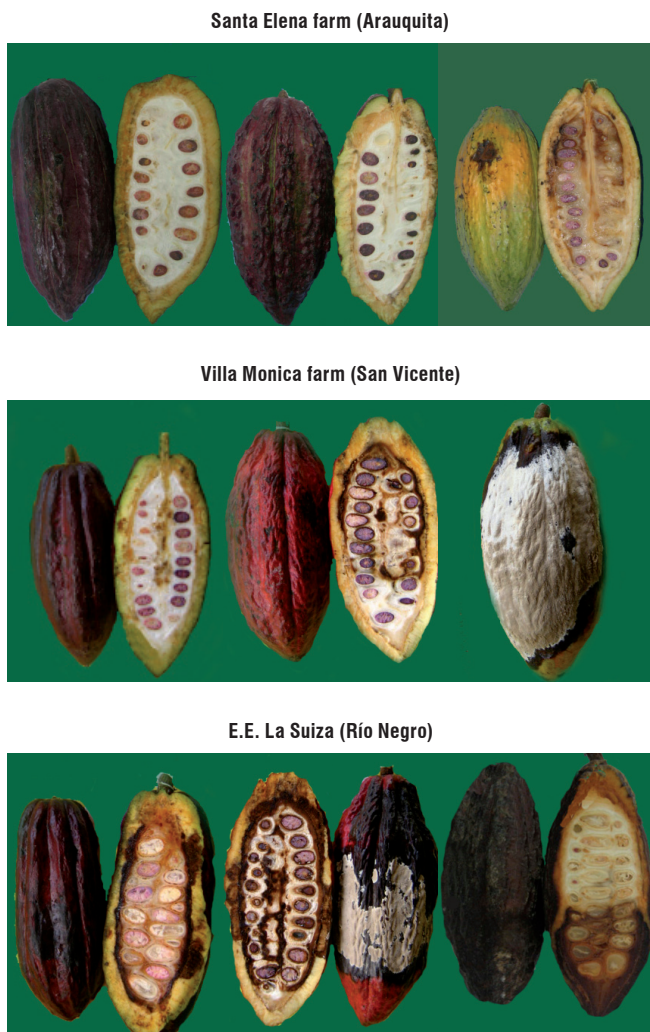 Santa Elena farm (Arauquita)
Villa Monica farm (San Vicente)
E.E. La Suiza (Río Negro)